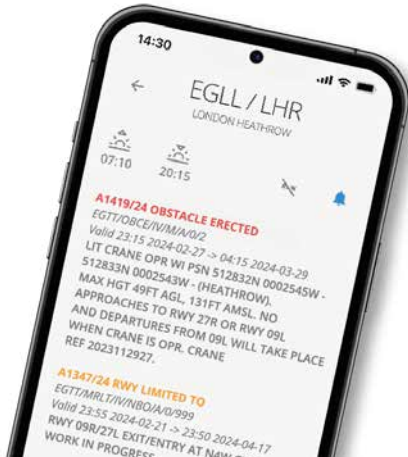 14:30
EGLL / LHR
LONDON HEATHROW
07:10
20:15
A1419/24 OBSTACLE ERECTED
EGTT/OBCE/IV/M/A/0/2
Valid 23:15 2024-02-27 -> 04:15 2024-03-29
LIT CRANE OPR WI PSN 512832N 0002545W -
512833N 0002543W - (HEATHROW).
MAX HGT 49FT AGL, 131FT AMSL. NO
APPROACHES TO RWY 27R OR RWY 09L
AND DEPARTURES FROM 09L WILL TAKE PLACE
WHEN CRANE IS OPR. CRANE
REF 2023112927.
A1347/24 RWY LIMITED TO
EGTT/MRLT/IV/NBO/A/0/999
Valid 23:55 2024-02-21 -> 23:50 2024-04-17
RWY 09R/27L EXIT/ENTRY AT N4W
WORK IN PROGRESS